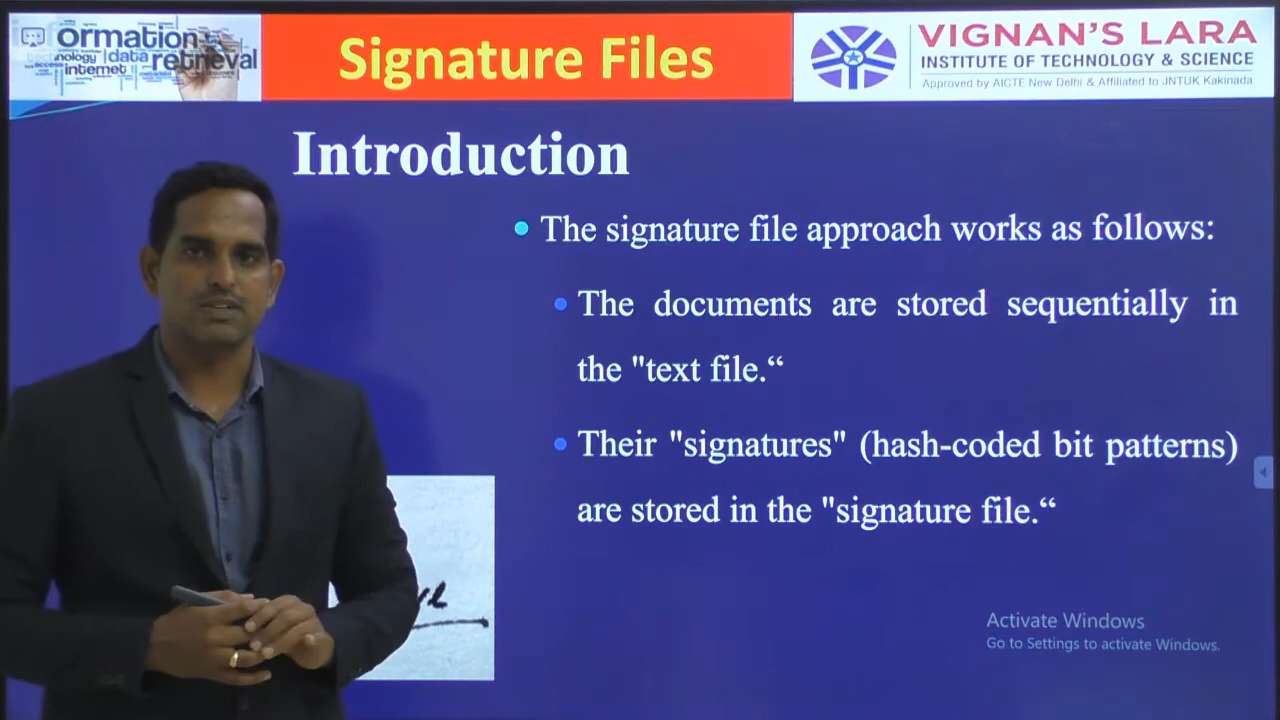 ormation
data
retrieval
internet
Signature Files
VIGNAN'S LARA
INSTITUTE OF TECHNOLOGY & SCIENCE
Approved by AICTE New Delhi & Affiliated to JNTUK Kakinada
Introduction
• The signature file approach works as follows:
• The documents are stored sequentially in
the "text file.“
• Their "signatures" (hash-coded bit patterns)
are stored in the "signature file.“
Activate Windows
Go to Settings to activate Windows.